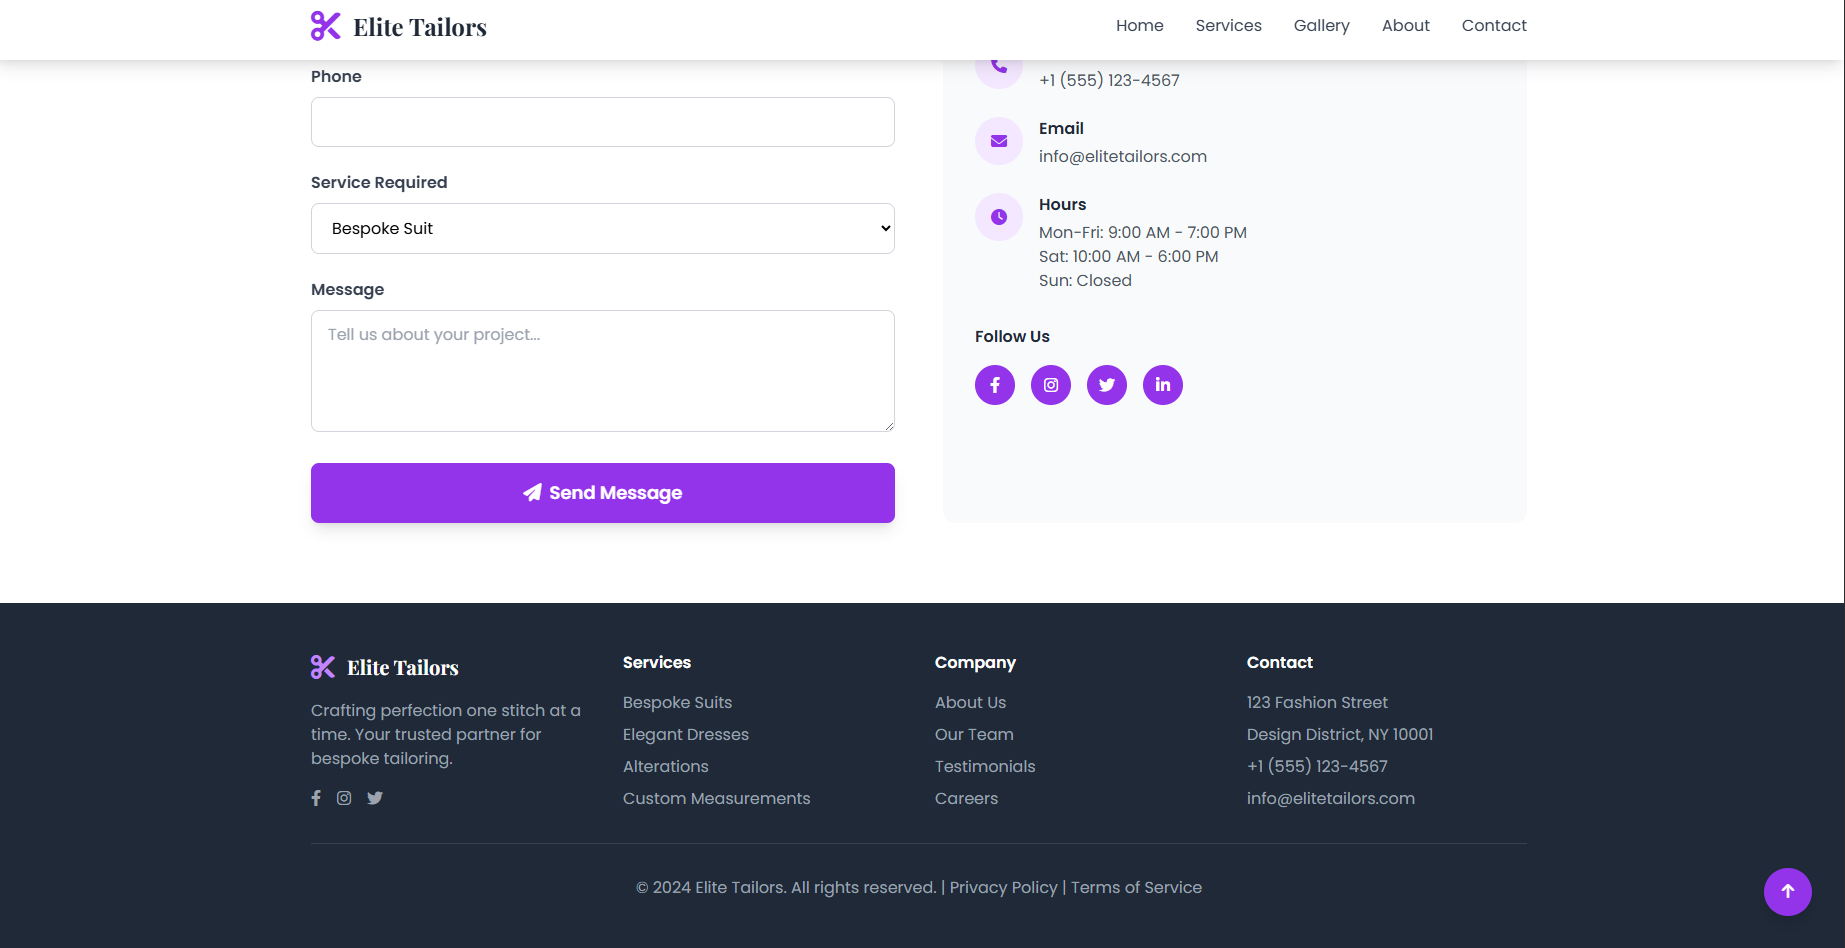 Elite Tailors
Home
Services
Gallery
About
Contact
Phone
Service Required
Bespoke Suit
Message
Tell us about your project...
Send Message
+1 (555) 123-4567
Email
info@elitetailors.com
Hours
Mon-Fri: 9:00 AM - 7:00 PM
Sat: 10:00 AM - 6:00 PM
Sun: Closed
Follow Us
Elite Tailors
Crafting perfection one stitch at a
time. Your trusted partner for
bespoke tailoring.
Services
Bespoke Suits
Elegant Dresses
Alterations
Custom Measurements
Company
About Us
Our Team
Testimonials
Careers
Contact
123 Fashion Street
Design District, NY 10001
+1 (555) 123-4567
info@elitetailors.com
© 2024 Elite Tailors. All rights reserved. | Privacy Policy | Terms of Service